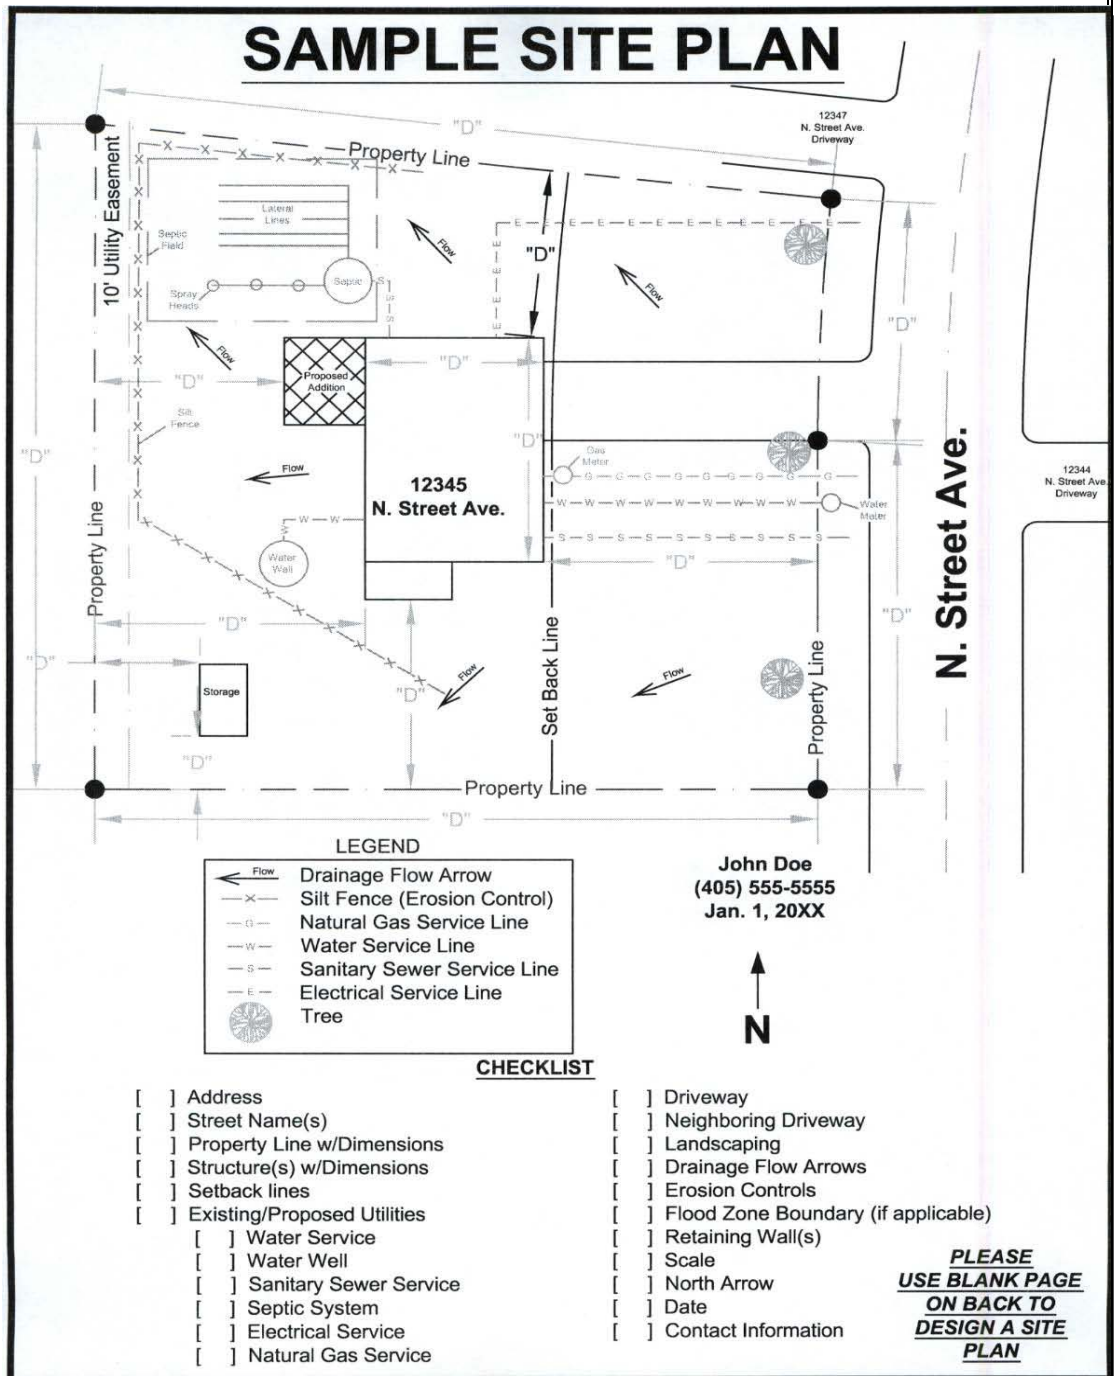 SAMPLE SITE PLAN
12347
N. Street Ave.
Driveway
"D"
Property Line
10' Utility Easement
Lateral
Lines
Septic
Field
Septic
Spray
Heads
S
S
S
E E E E E E E E E
E
E
E
E
"D"
Flow
Flow
Flow
"D"
"D"
"D"
Proposed
Addition
Silt
Fence
"D"
"D"
Flow
Gas
Meter
G G G G G G G G
12345
N. Street Ave.
W W W W W W W W
Water
Meter
S S S S S S S S S
W W
W
Water
Wall
"D"
"D"
"D"
N. Street Ave.
12344
N. Street Ave.
Driveway
Property Line
"D"
"D"
Storage
"D"
Flow
Flow
Set Back Line
Property Line
"D"
Property Line
"D"
LEGEND
Flow Drainage Flow Arrow
X Silt Fence (Erosion Control)
G Natural Gas Service Line
W Water Service Line
S Sanitary Sewer Service Line
E Electrical Service Line
Tree
John Doe
(405) 555-5555
Jan. 1, 20XX
N
CHECKLIST
[ ] Address
[ ] Street Name(s)
[ ] Property Line w/Dimensions
[ ] Structure(s) w/Dimensions
[ ] Setback lines
[ ] Existing/Proposed Utilities
[ ] Water Service
[ ] Water Well
[ ] Sanitary Sewer Service
[ ] Septic System
[ ] Electrical Service
[ ] Natural Gas Service
[ ] Driveway
[ ] Neighboring Driveway
[ ] Landscaping
[ ] Drainage Flow Arrows
[ ] Erosion Controls
[ ] Flood Zone Boundary (if applicable)
[ ] Retaining Wall(s)
[ ] Scale
[ ] North Arrow
[ ] Date
[ ] Contact Information
PLEASE
USE BLANK PAGE
ON BACK TO
DESIGN A SITE
PLAN